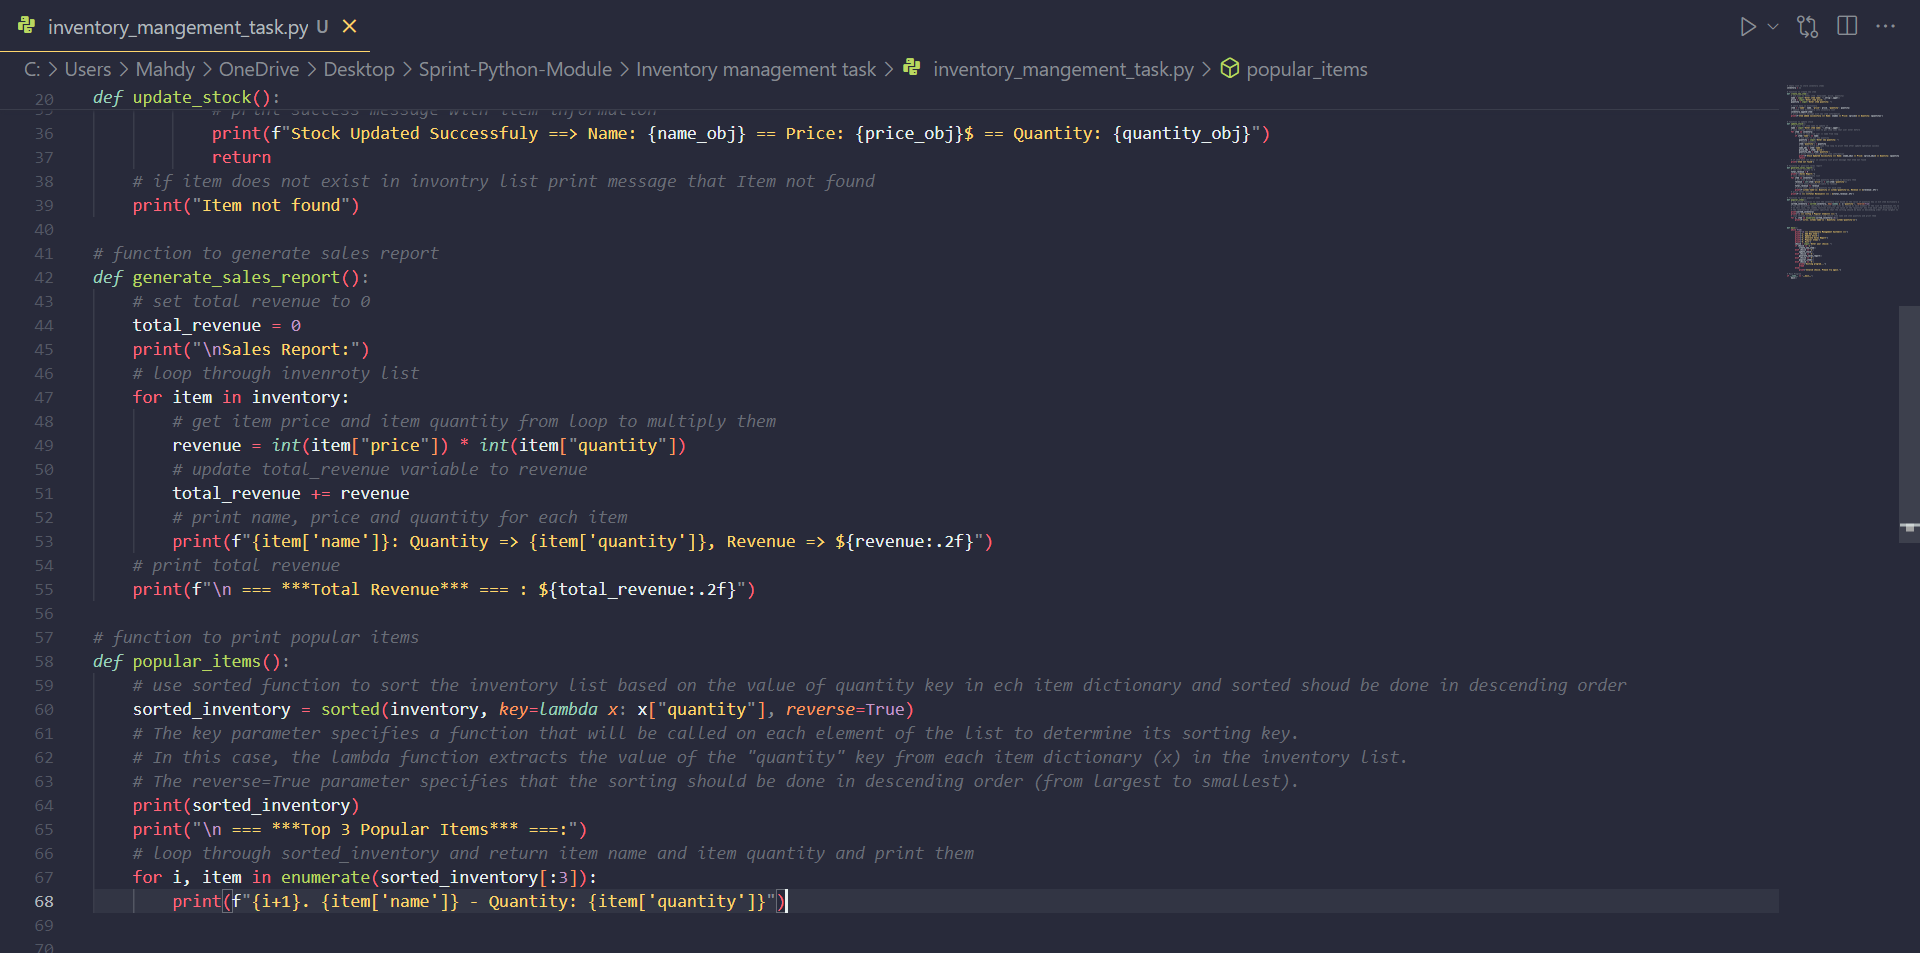 inventory_mangement_task.py U
C: > Users > Mahdy > OneDrive > Desktop > Sprint-Python-Module > Inventory management task > inventory_mangement_task.py > popular_items
20 def update_stock():
35 # print success message with item information
36 print(f"Stock Updated Successfuly ==> Name: {name_obj} == Price: {price_obj}$ == Quantity: {quantity_obj}")
37 return
38 # if item does not exist in invontry list print message that Item not found
39 print("Item not found")
40
41 # function to generate sales report
42 def generate_sales_report():
43 # set total revenue to 0
44 total_revenue = 0
45 print("\nSales Report:")
46 # loop through invenroty list
47 for item in inventory:
48 # get item price and item quantity from loop to multiply them
49 revenue = int(item["price"]) * int(item["quantity"])
50 # update total_revenue variable to revenue
51 total_revenue += revenue
52 # print name, price and quantity for each item
53 print(f"{item['name']}: Quantity => {item['quantity']}, Revenue => ${revenue:.2f}")
54 # print total revenue
55 print(f"\n === ***Total Revenue*** === : ${total_revenue:.2f}")
56
57 # function to print popular items
58 def popular_items():
59 # use sorted function to sort the inventory list based on the value of quantity key in ech item dictionary and sorted shoud be done in descending order
60 sorted_inventory = sorted(inventory, key=lambda x: x["quantity"], reverse=True)
61 # The key parameter specifies a function that will be called on each element of the list to determine its sorting key.
62 # In this case, the lambda function extracts the value of the "quantity" key from each item dictionary (x) in the inventory list.
63 # The reverse=True parameter specifies that the sorting should be done in descending order (from largest to smallest).
64 print(sorted_inventory)
65 print("\n === ***Top 3 Popular Items*** ===:")
66 # loop through sorted_inventory and return item name and item quantity and print them
67 for i, item in enumerate(sorted_inventory[:3]):
68 print(f"{i+1}. {item['name']} - Quantity: {item['quantity']}")
69
70